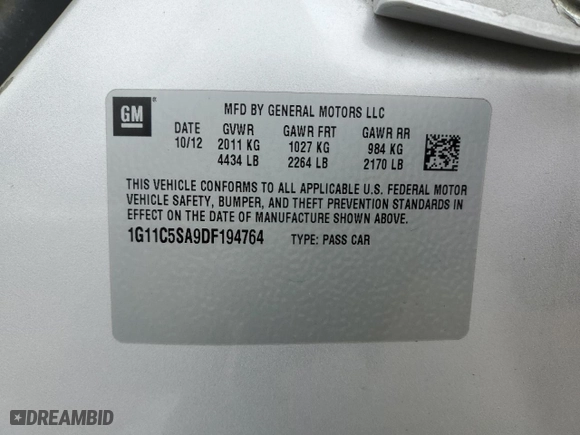 GM
MFD BY GENERAL MOTORS LLC
DATE GVWR GAWR FRT GAWR RR
10/12 2011 KG 1027 KG 984 KG
4434 LB 2264 LB 2170 LB
THIS VEHICLE CONFORMS TO ALL APPLICABLE U.S. FEDERAL MOTOR
VEHICLE SAFETY, BUMPER, AND THEFT PREVENTION STANDARDS IN
EFFECT ON THE DATE OF MANUFACTURE SHOWN ABOVE.
1G11C5SA9DF194764 TYPE: PASS CAR
DREAMBID